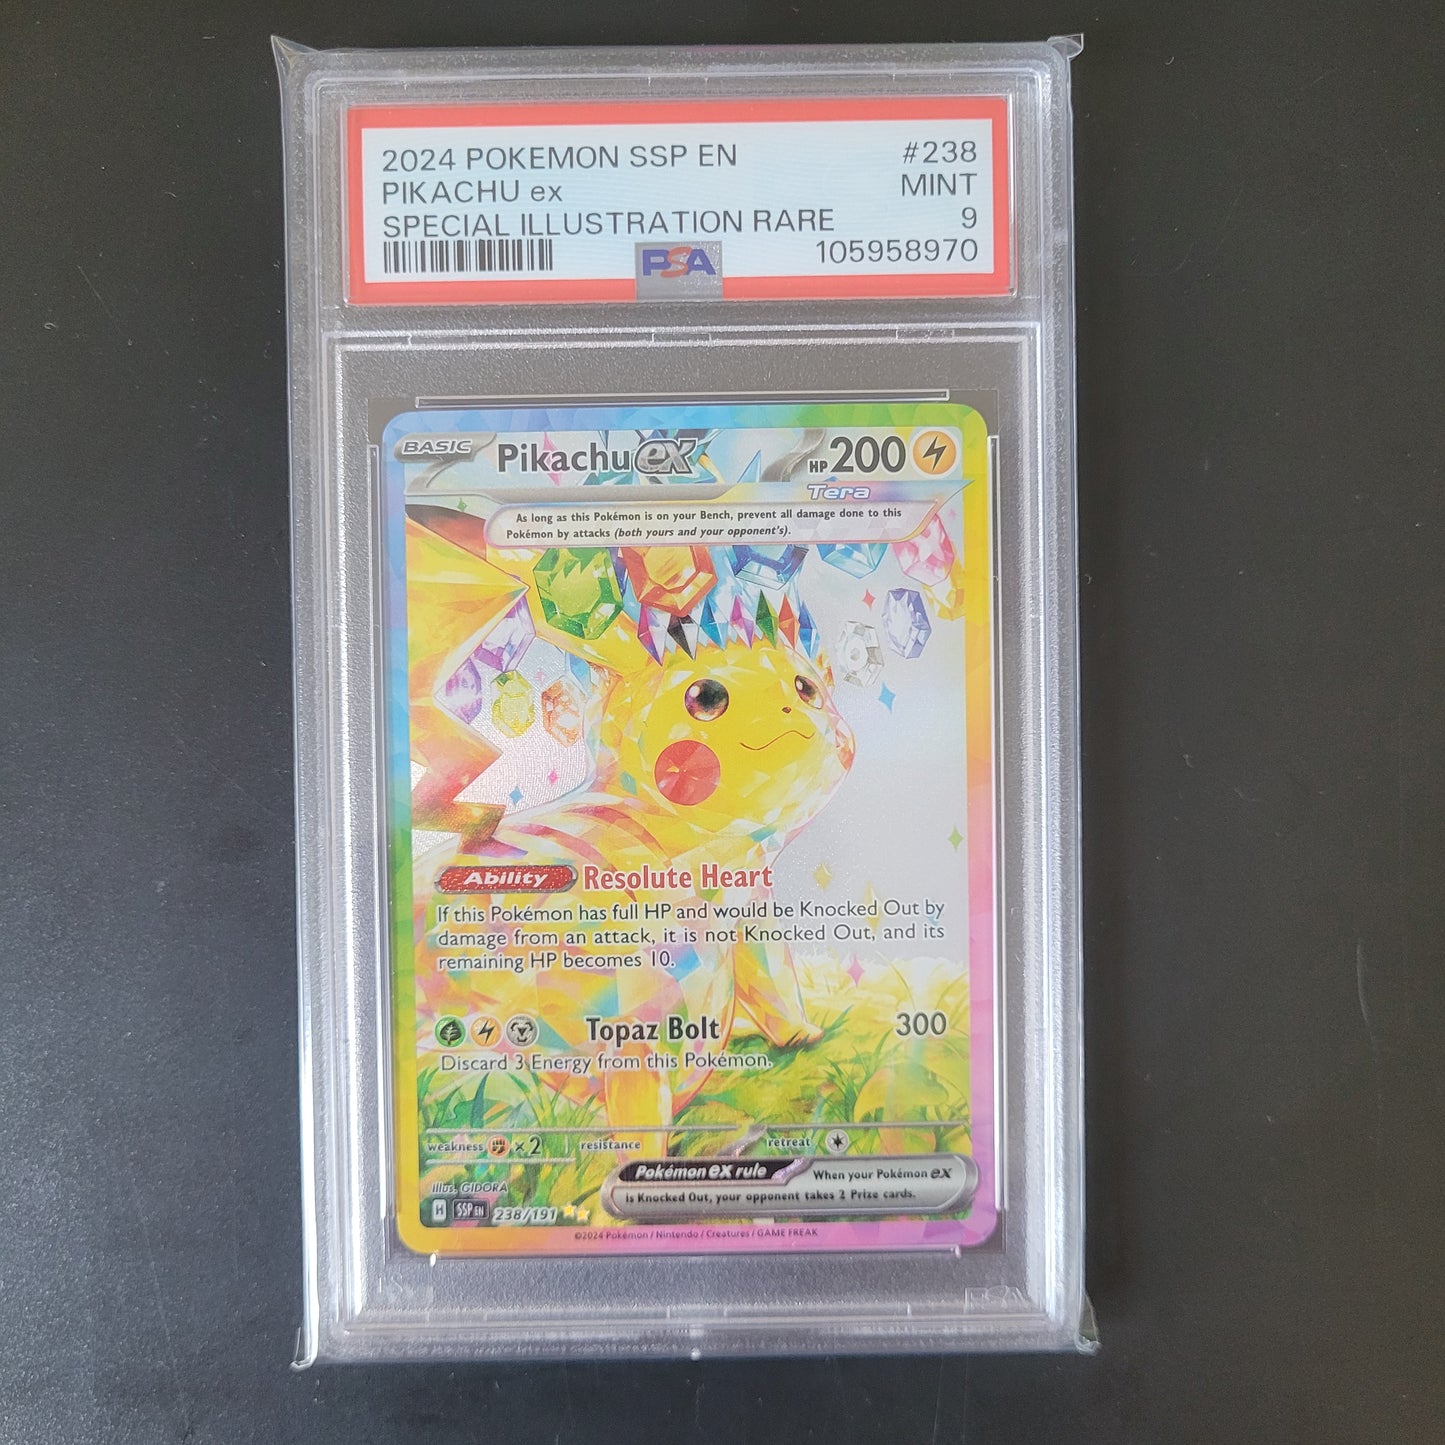 2024 POKEMON SSP EN #238
PIKACHU ex MINT
SPECIAL ILLUSTRATION RARE 9
PSA 105958970
BASIC Pikachu ex HP 200
Tera
As long as this Pokémon is on your Bench, prevent all damage done to this
Pokémon by attacks (both yours and your opponent's).
Ability Resolute Heart
If this Pokémon has full HP and would be Knocked Out by
damage from an attack, it is not Knocked Out, and its
remaining HP becomes 10.
Topaz Bolt 300
Discard 3 Energy from this Pokémon.
weakness ×2 resistance retreat
Pokémon ex rule When your Pokémon ex
is Knocked Out, your opponent takes 2 Prize cards.
Illus. GIDORA
H SSP EN 238/191
©2024 Pokémon / Nintendo / Creatures / GAME FREAK